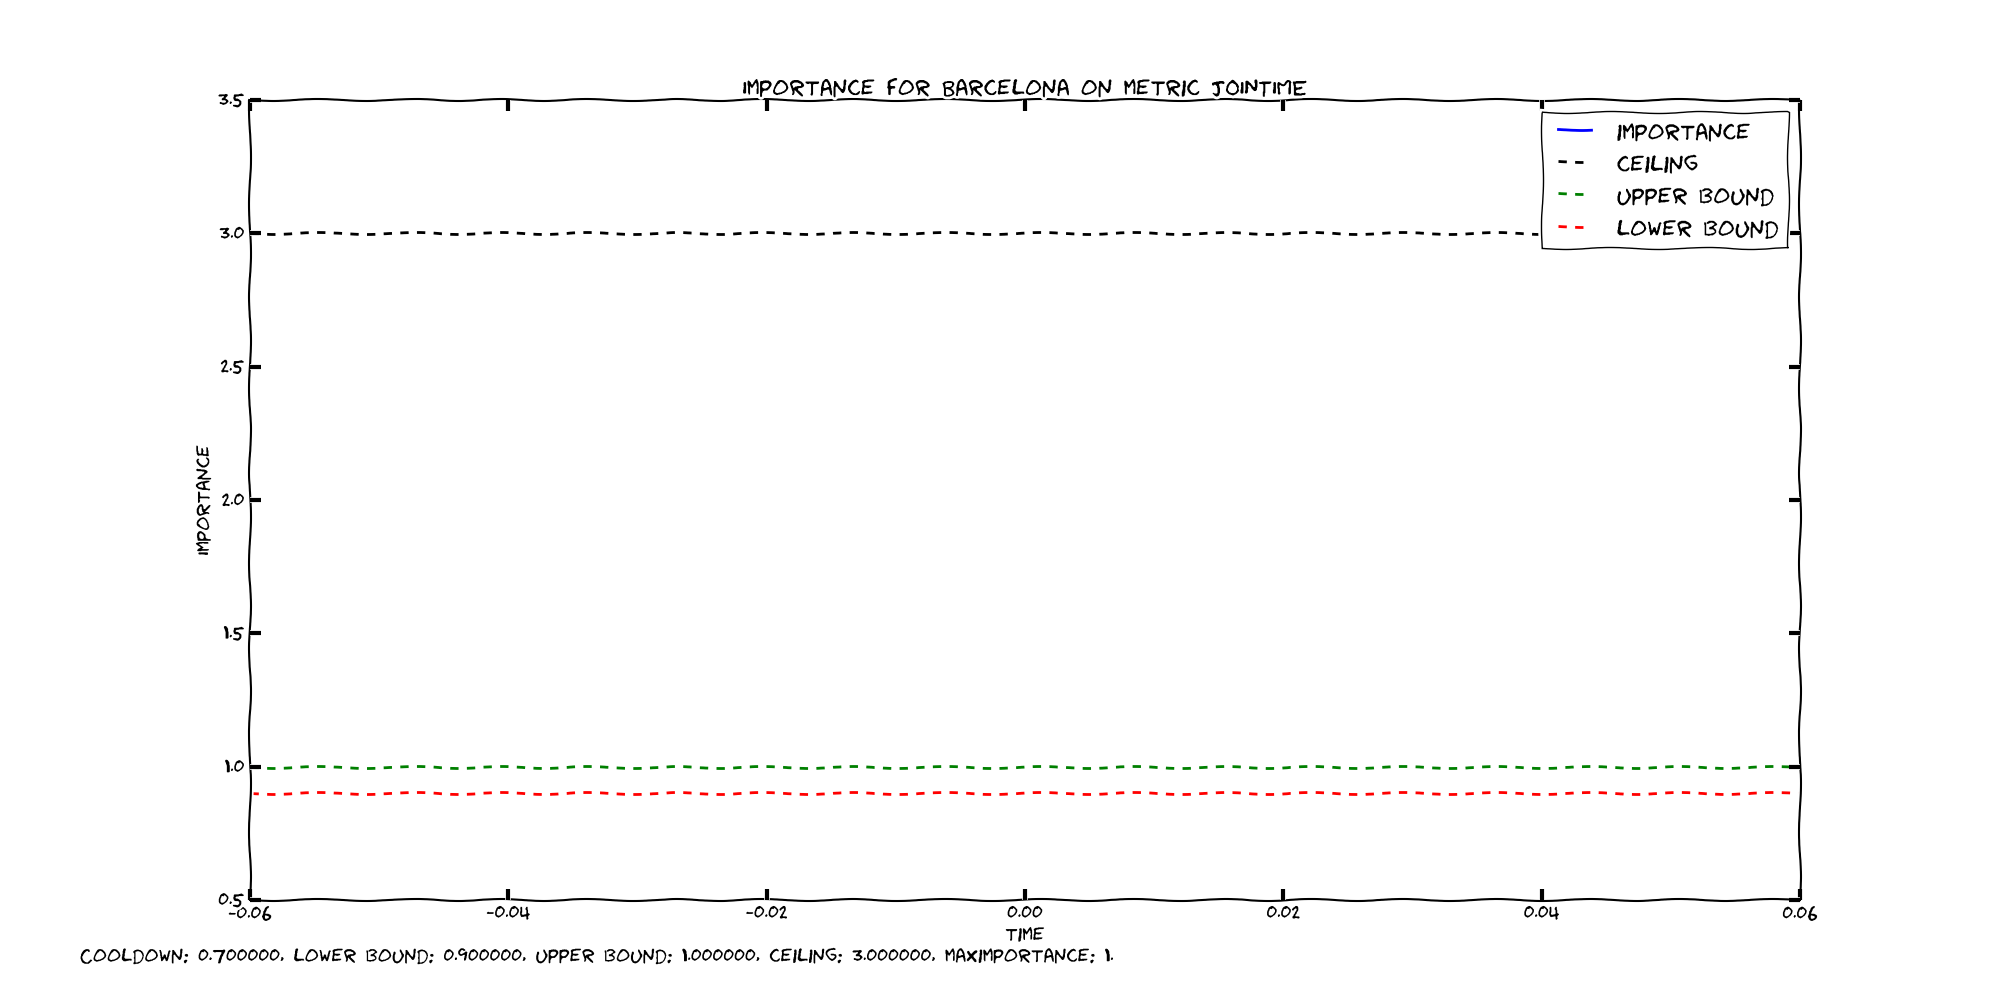 IMPORTANCE FOR BARCELONA ON METRIC JOINTIME
3.5
IMPORTANCE
CEILING
UPPER BOUND
LOWER BOUND
3.0
2.5
2.0
1.5
1.0
0.5
IMPORTANCE
-0.06 -0.04 -0.02 0.00 0.02 0.04 0.06
TIME
COOLDOWN: 0.700000, LOWER BOUND: 0.900000, UPPER BOUND: 1.000000, CEILING: 3.000000, MAXIMPORTANCE: 1.